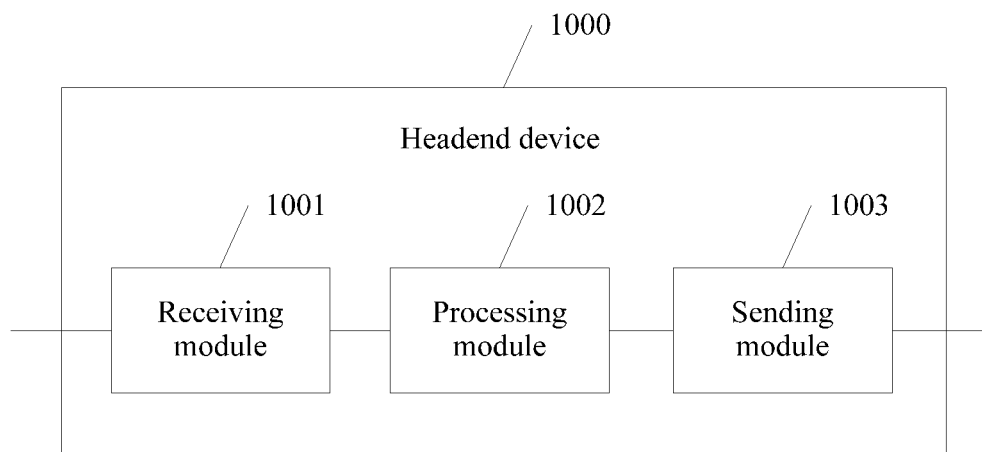 1000
Headend device
1001
1002
1003
Receiving
module
Processing
module
Sending
module